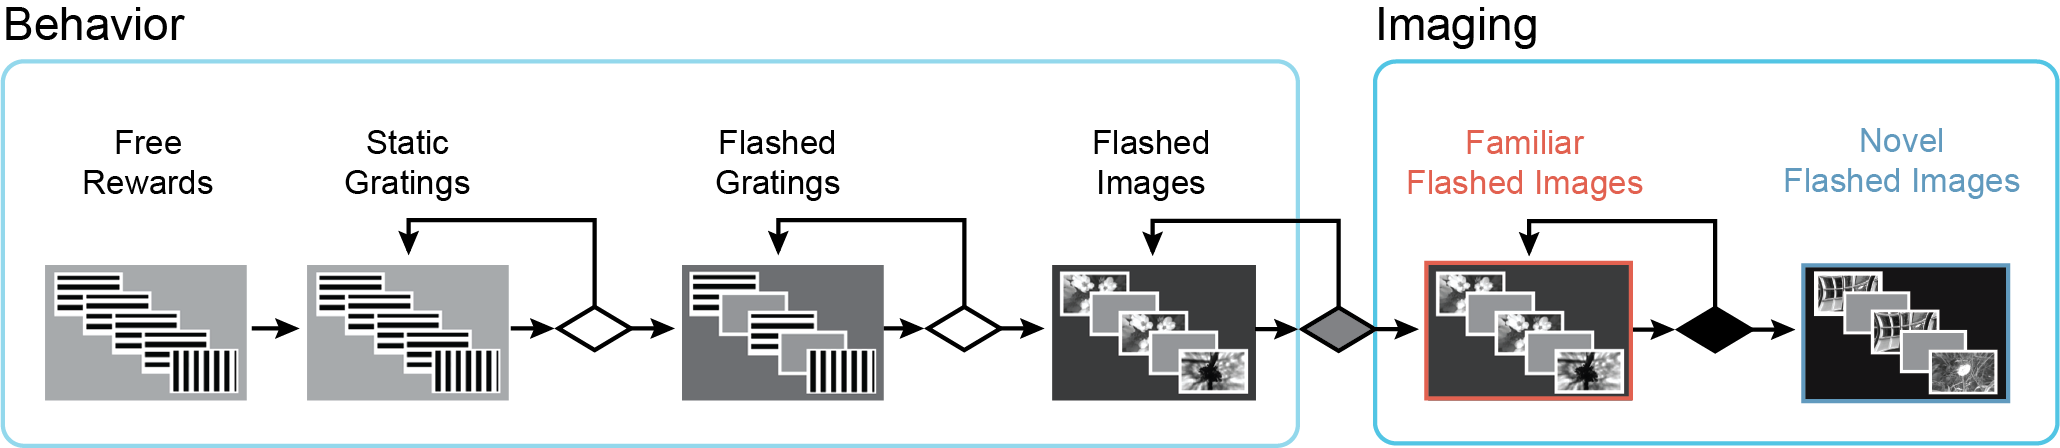 Behavior
Imaging
Free
Rewards
Static
Gratings
Flashed
Gratings
Flashed
Images
Familiar
Flashed Images
Novel
Flashed Images